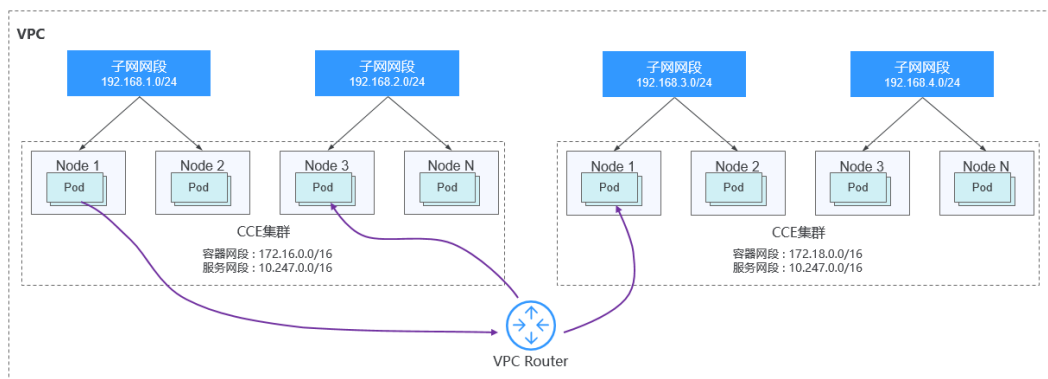 VPC
子网网段
192.168.1.0/24
子网网段
192.168.2.0/24
子网网段
192.168.3.0/24
子网网段
192.168.4.0/24
Node 1
Pod
Node 2
Pod
Node 3
Pod
Node N
Pod
CCE集群
容器网段：172.16.0.0/16
服务网段：10.247.0.0/16
Node 1
Pod
Node 2
Pod
Node 3
Pod
Node N
Pod
CCE集群
容器网段：172.18.0.0/16
服务网段：10.247.0.0/16
VPC Router